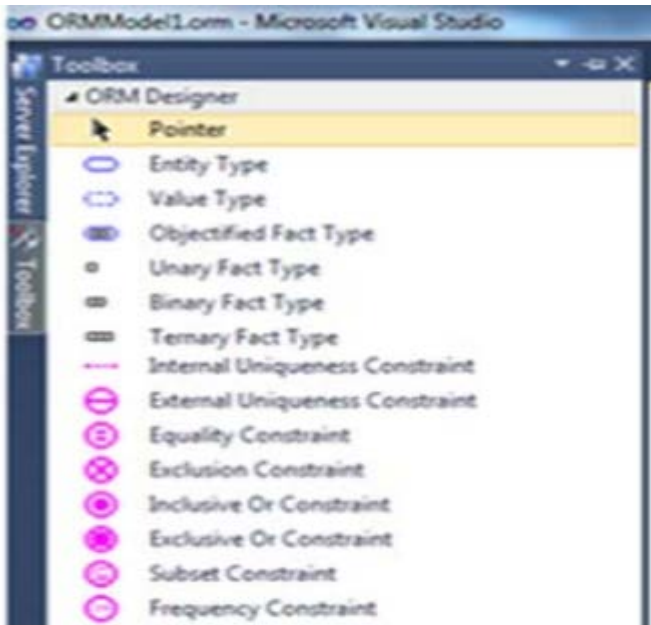 ORMModel1.orm - Microsoft Visual Studio
Toolbox
ORM Designer
Pointer
Entity Type
Value Type
Objectified Fact Type
Unary Fact Type
Binary Fact Type
Ternary Fact Type
Internal Uniqueness Constraint
External Uniqueness Constraint
Equality Constraint
Exclusion Constraint
Inclusive Or Constraint
Exclusive Or Constraint
Subset Constraint
Frequency Constraint
Server Explorer
Toolbox